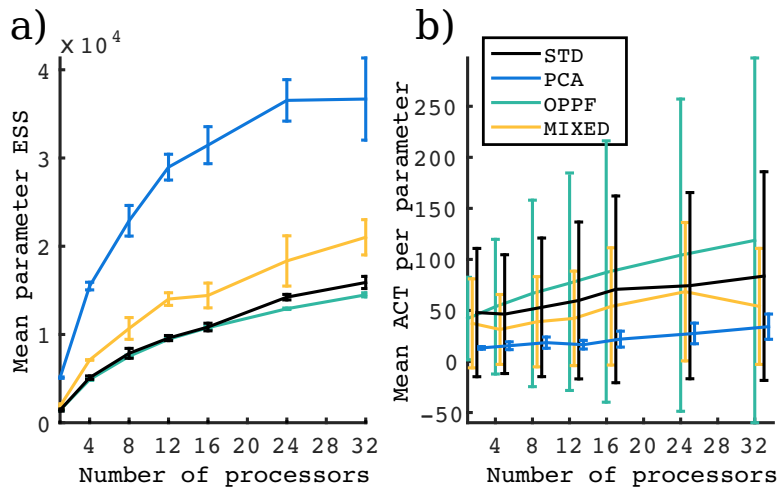 a)
x 10⁴
4
3
2
1
0
Mean parameter ESS
4 8 12 16 20 24 28 32
Number of processors
b)
STD
PCA
OPPF
MIXED
250
200
150
100
50
0
−50
Mean ACT per parameter
4 8 12 16 20 24 28 32
Number of processors